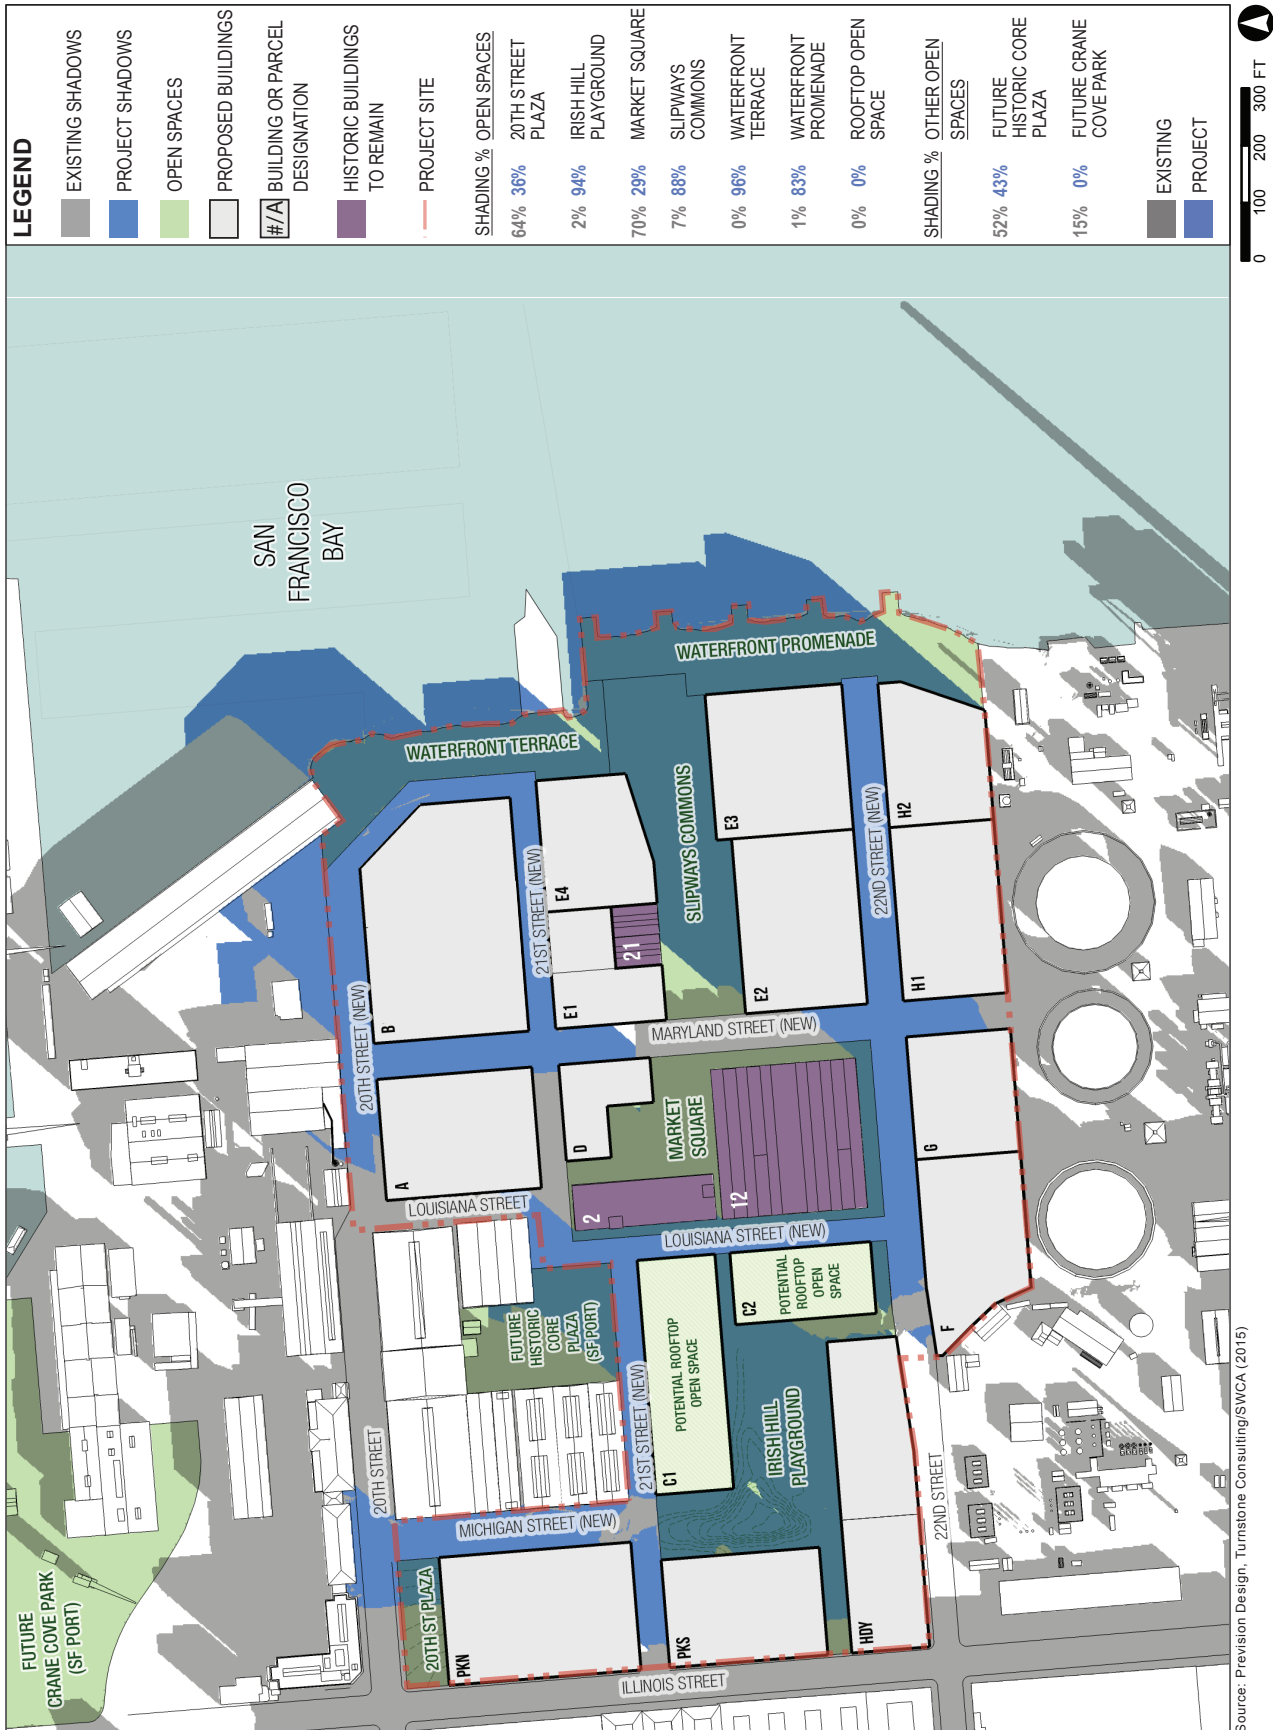 LEGEND
EXISTING SHADOWS
PROJECT SHADOWS
OPEN SPACES
PROPOSED BUILDINGS
#/A
BUILDING OR PARCEL
DESIGNATION
HISTORIC BUILDINGS
TO REMAIN
PROJECT SITE
SHADING % OPEN SPACES
64% 36% 20TH STREET
PLAZA
2% 94% IRISH HILL
PLAYGROUND
70% 29% MARKET SQUARE
7% 88% SLIPWAYS
COMMONS
0% 96% WATERFRONT
TERRACE
1% 83% WATERFRONT
PROMENADE
0% 0% ROOFTOP OPEN
SPACE
SHADING % OTHER OPEN
SPACES
52% 43% FUTURE
HISTORIC CORE
PLAZA
15% 0% FUTURE CRANE
COVE PARK
EXISTING
PROJECT
0 100 200 300 FT
SAN
FRANCISCO
BAY
FUTURE
CRANE COVE PARK
(SF PORT)
WATERFRONT TERRACE
WATERFRONT PROMENADE
SLIPWAYS COMMONS
20TH STREET (NEW)
20TH STREET
21ST STREET (NEW)
21ST STREET (NEW)
22ND STREET (NEW)
22ND STREET
MARYLAND STREET (NEW)
LOUISIANA STREET
LOUISIANA STREET (NEW)
MICHIGAN STREET (NEW)
ILLINOIS STREET
MARKET
SQUARE
FUTURE
HISTORIC
CORE
PLAZA
(SF PORT)
20TH ST PLAZA
IRISH HILL
PLAYGROUND
POTENTIAL ROOFTOP
OPEN SPACE
POTENTIAL
ROOFTOP
OPEN
SPACE
A
B
C1
C2
D
E1
E2
E3
E4
F
G
H1
H2
PKN
PKS
HDY
2
12
21
Source: Prevision Design, Turnstone Consulting/SWCA (2015)